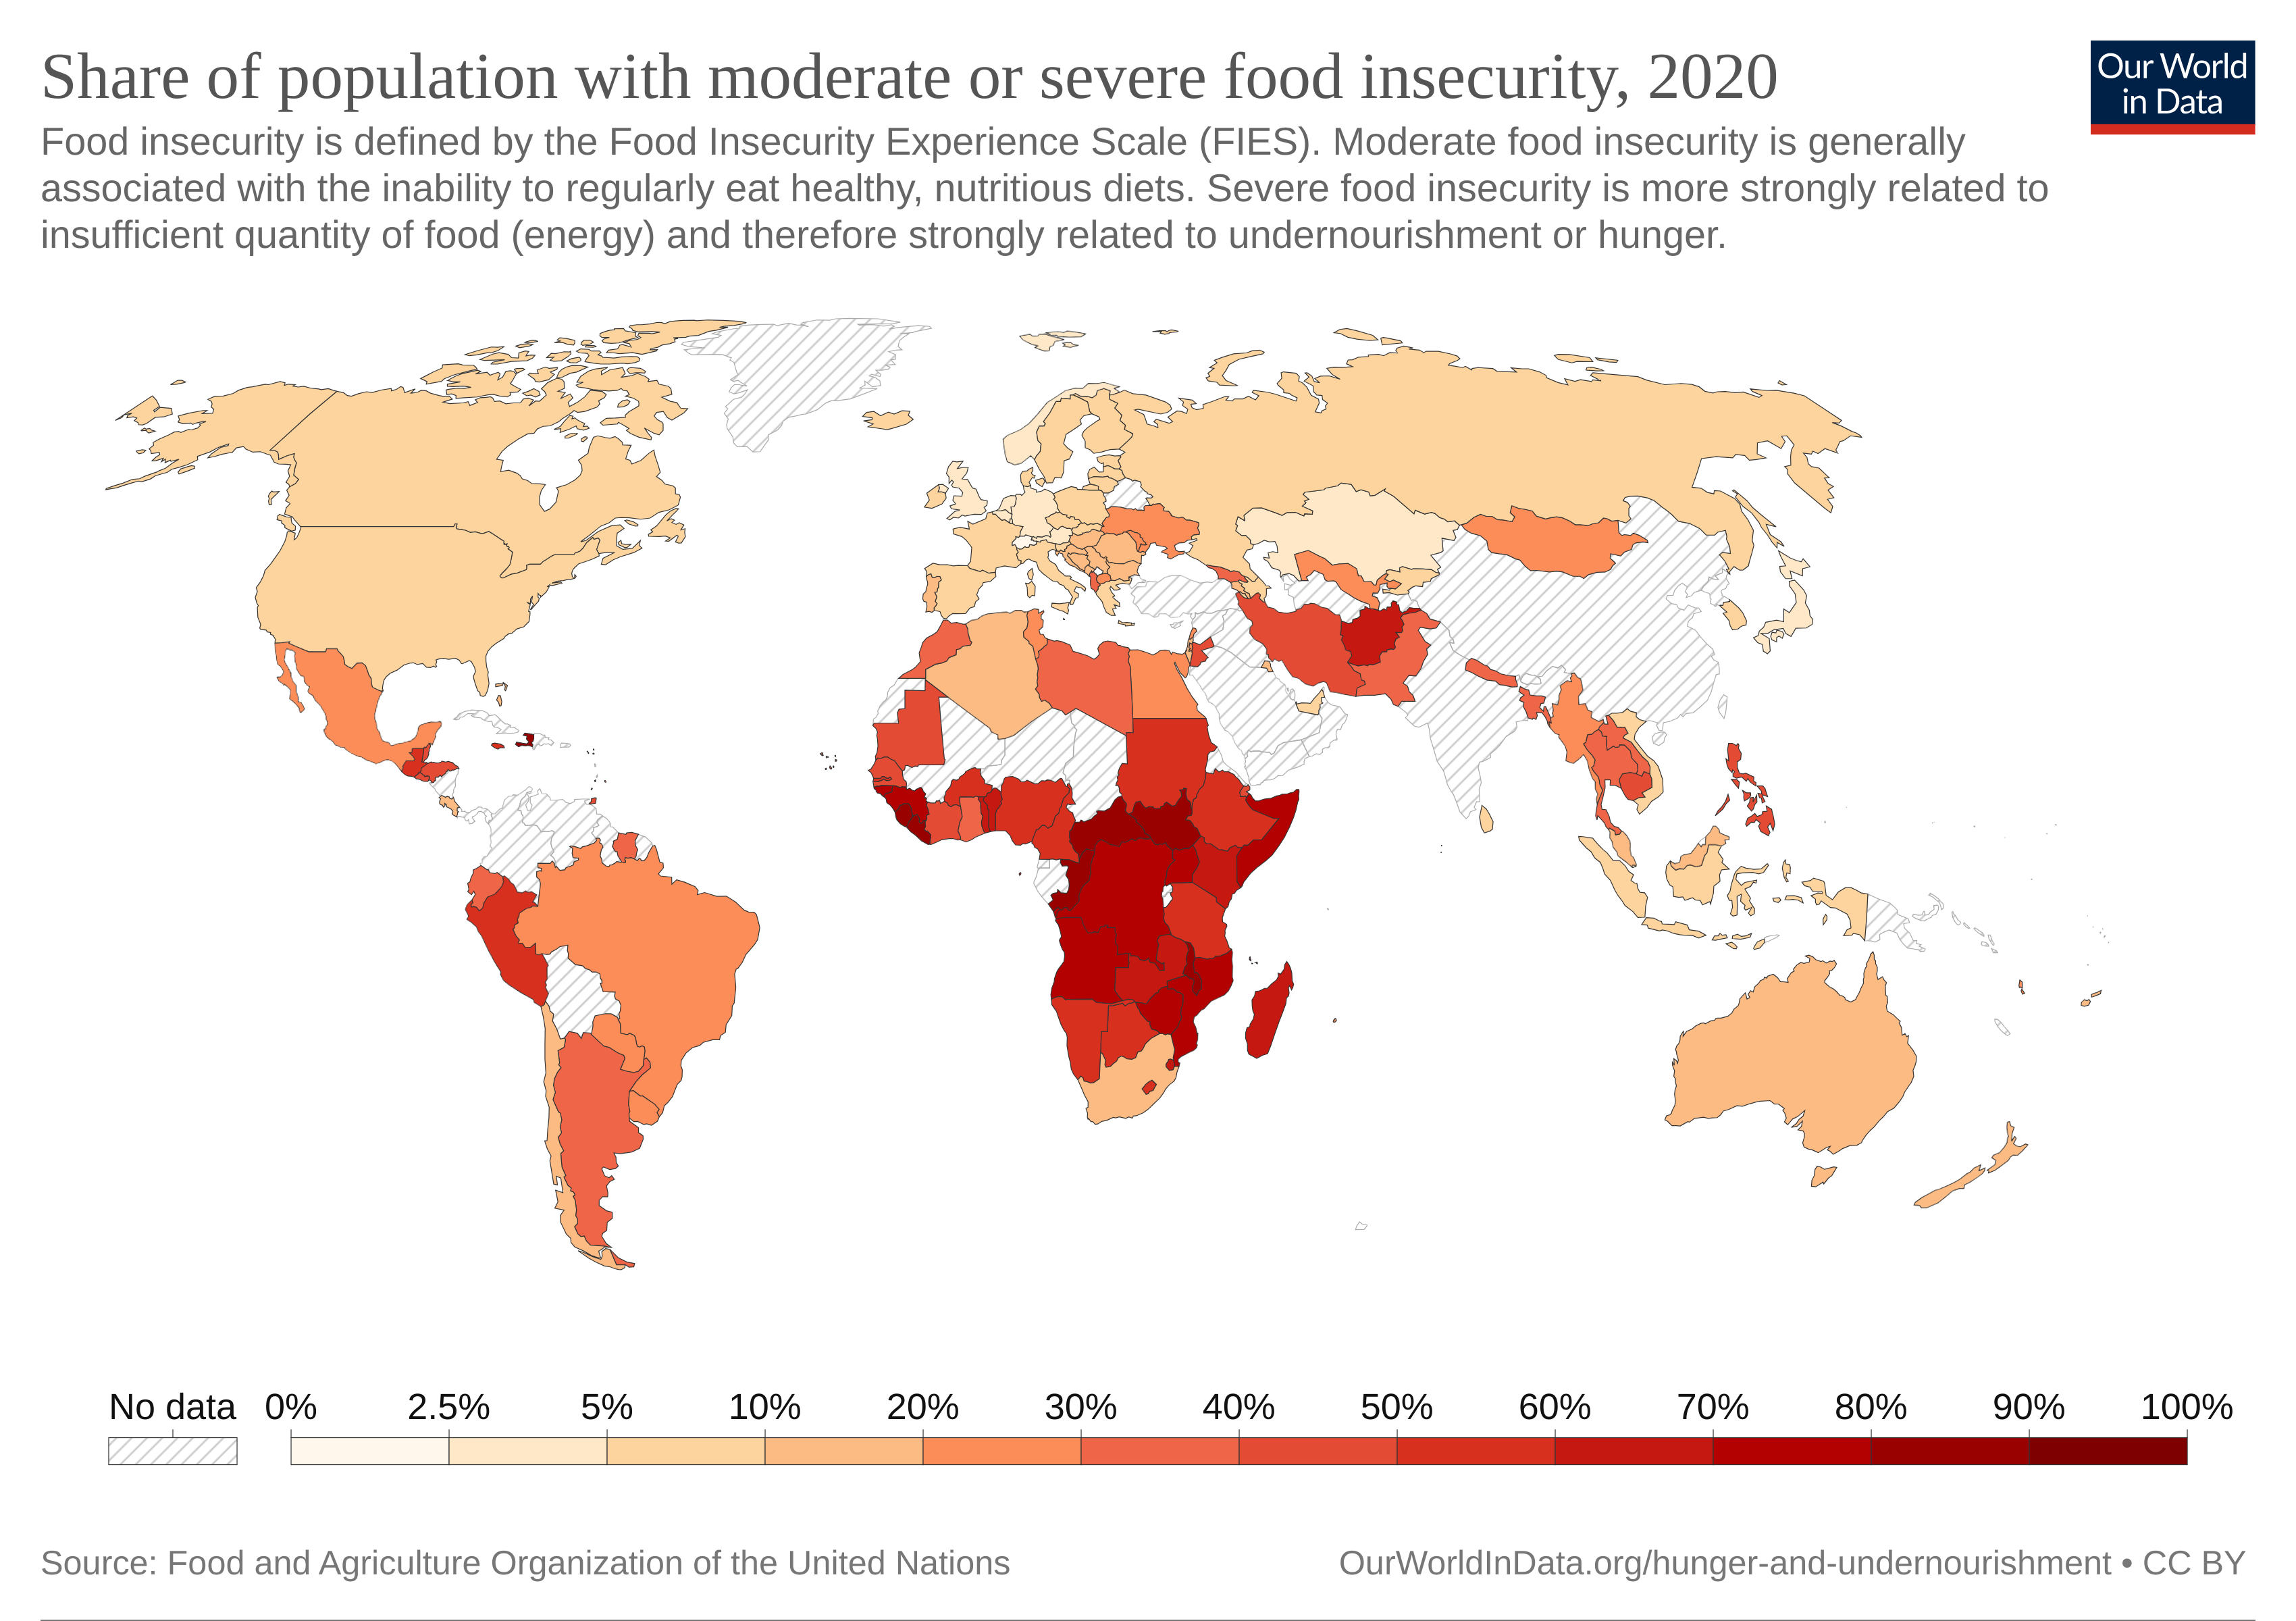 Share of population with moderate or severe food insecurity, 2020
Our World
in Data
Food insecurity is defined by the Food Insecurity Experience Scale (FIES). Moderate food insecurity is generally
associated with the inability to regularly eat healthy, nutritious diets. Severe food insecurity is more strongly related to
insufficient quantity of food (energy) and therefore strongly related to undernourishment or hunger.
No data 0% 2.5% 5% 10% 20% 30% 40% 50% 60% 70% 80% 90% 100%
Source: Food and Agriculture Organization of the United Nations
OurWorldInData.org/hunger-and-undernourishment • CC BY